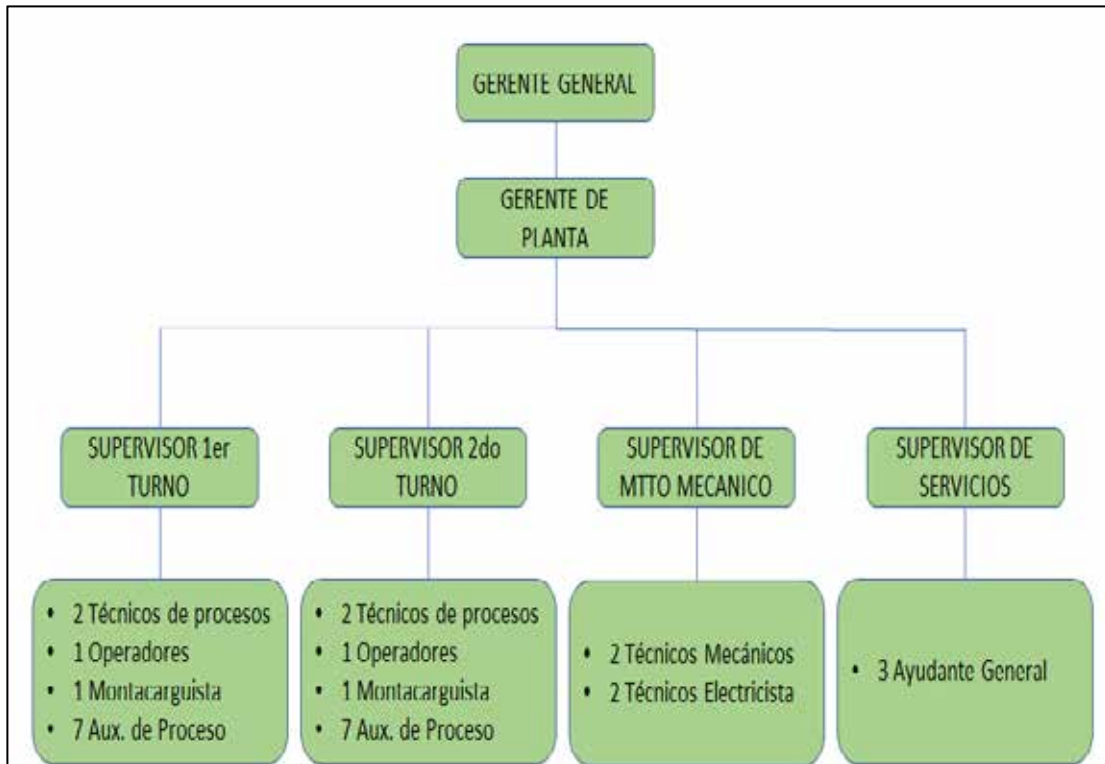 GERENTE GENERAL
GERENTE DE
PLANTA
SUPERVISOR 1er
TURNO
SUPERVISOR 2do
TURNO
SUPERVISOR DE
MTTO MECANICO
SUPERVISOR DE
SERVICIOS
• 2 Técnicos de procesos
• 1 Operadores
• 1 Montacarguista
• 7 Aux. de Proceso
• 2 Técnicos de procesos
• 1 Operadores
• 1 Montacarguista
• 7 Aux. de Proceso
• 2 Técnicos Mecánicos
• 2 Técnicos Electricista
• 3 Ayudante General